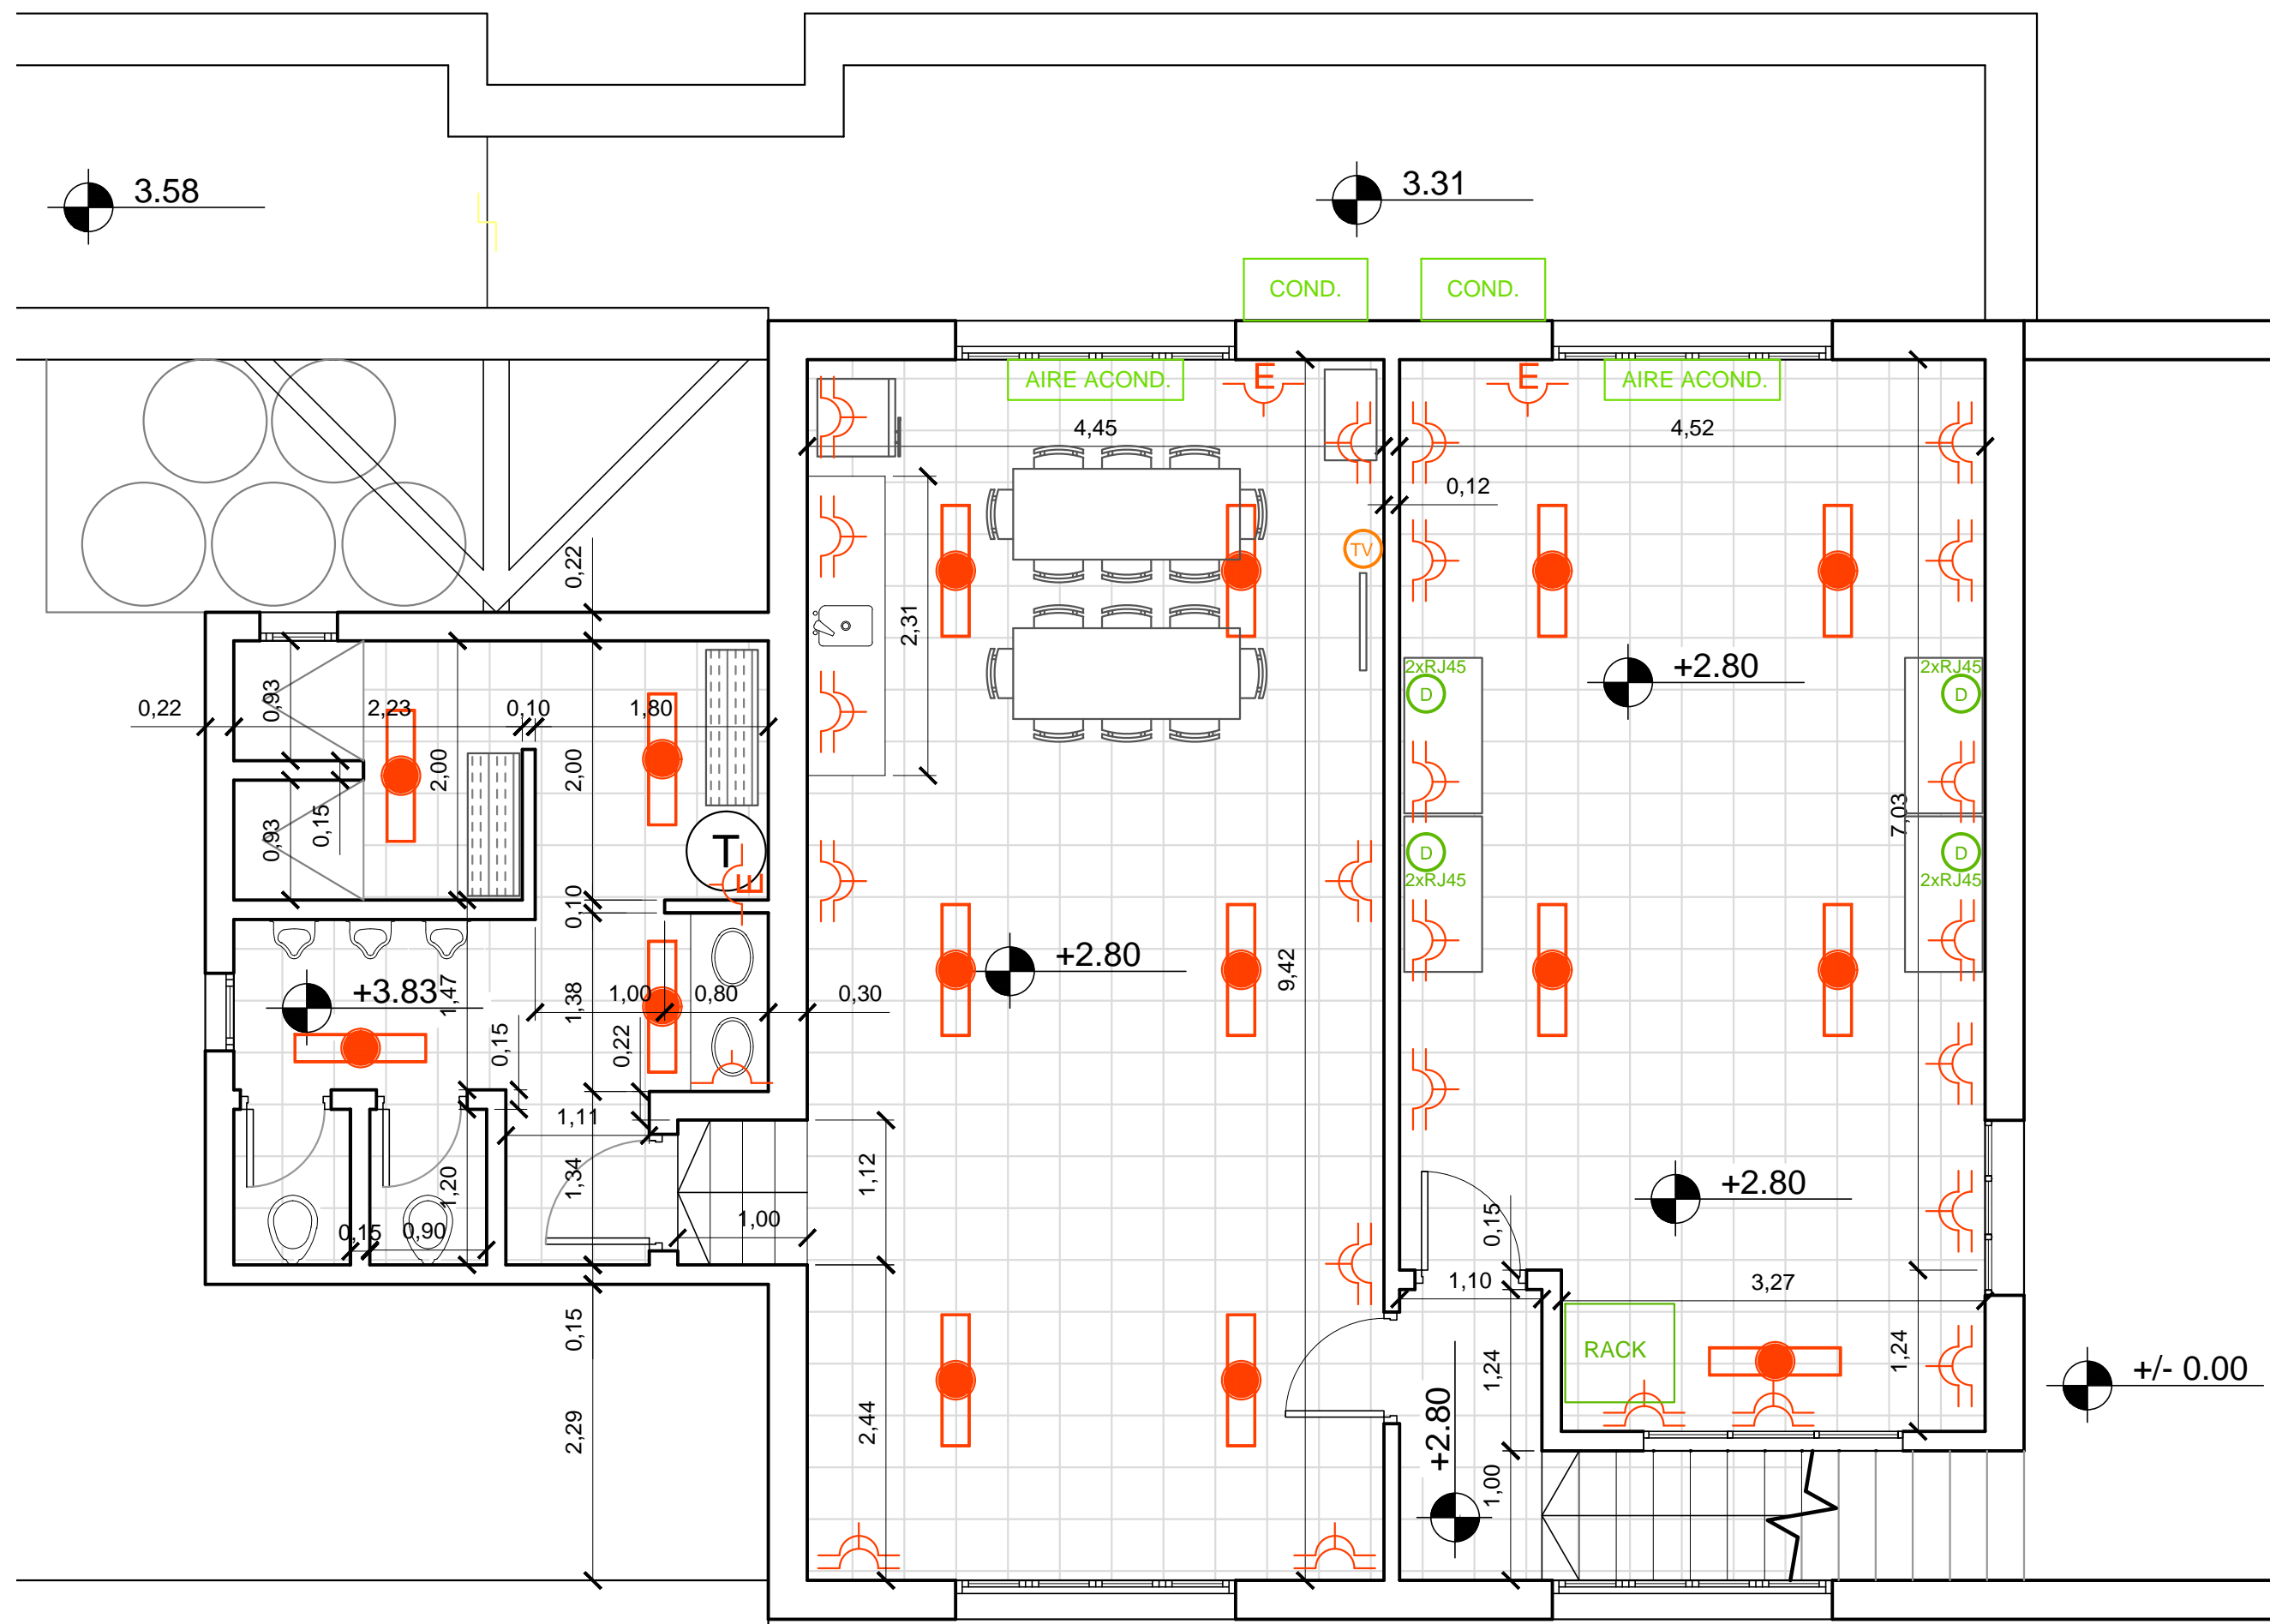 3.58
3.31
COND.
COND.
AIRE ACOND.
E
E
AIRE ACOND.
4,45
4,52
0,12
TV
0,22
2,31
2xRJ45
D
+2.80
2xRJ45
D
0,22
0,93
2,23
0,10
1,80
2,00
2,00
0,93
0,15
T
E
7,03
D
2xRJ45
D
2xRJ45
0,10
+3.83
1,47
1,38
1,00
0,80
0,30
+2.80
9,42
0,15
0,22
1,11
1,34
1,12
1,20
0,15
0,90
1,00
+2.80
0,15
1,10
3,27
0,15
RACK
1,24
1,24
+/- 0.00
2,29
2,44
+2.80
1,00